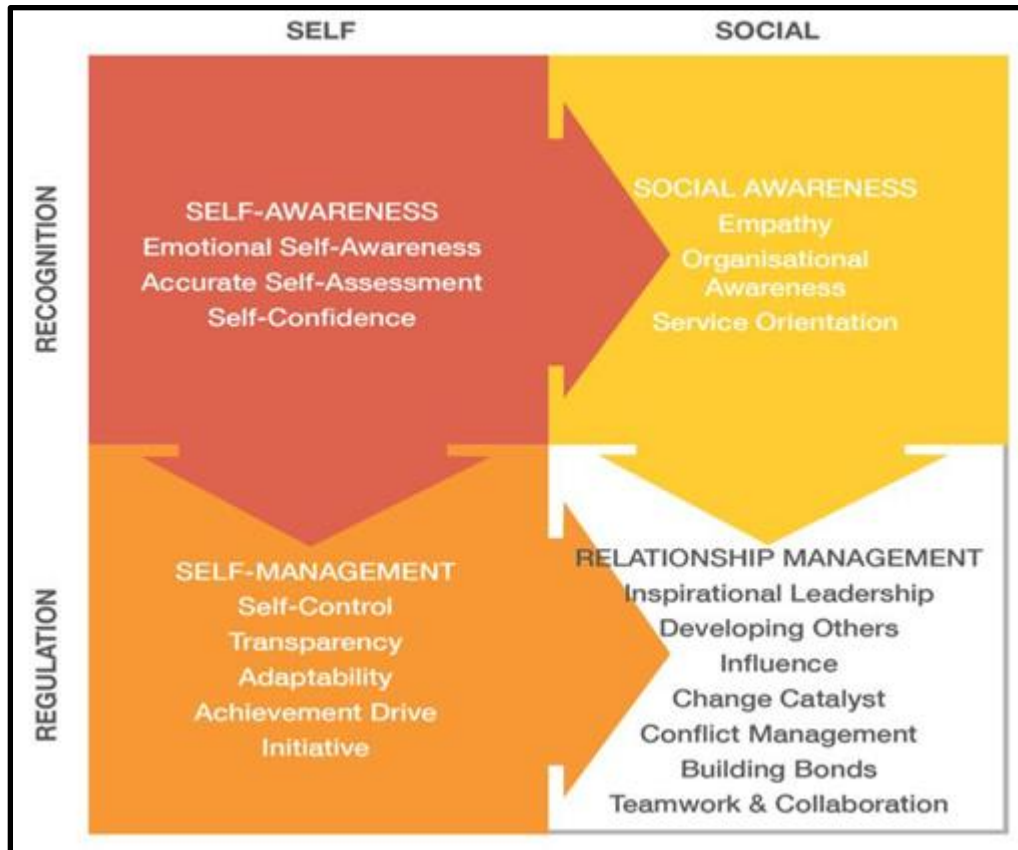 SELF
SOCIAL
RECOGNITION
SELF-AWARENESS
Emotional Self-Awareness
Accurate Self-Assessment
Self-Confidence
SOCIAL AWARENESS
Empathy
Organisational
Awareness
Service Orientation
REGULATION
SELF-MANAGEMENT
Self-Control
Transparency
Adaptability
Achievement Drive
Initiative
RELATIONSHIP MANAGEMENT
Inspirational Leadership
Developing Others
Influence
Change Catalyst
Conflict Management
Building Bonds
Teamwork & Collaboration